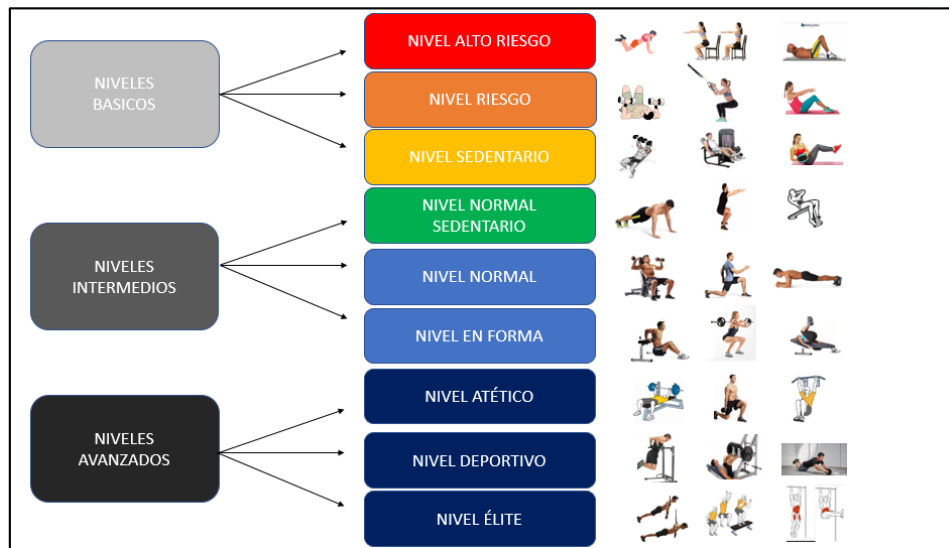 NIVELES
BASICOS
NIVEL ALTO RIESGO
NIVEL RIESGO
NIVEL SEDENTARIO
NIVELES
INTERMEDIOS
NIVEL NORMAL
SEDENTARIO
NIVEL NORMAL
NIVEL EN FORMA
NIVELES
AVANZADOS
NIVEL ATÉTICO
NIVEL DEPORTIVO
NIVEL ÉLITE